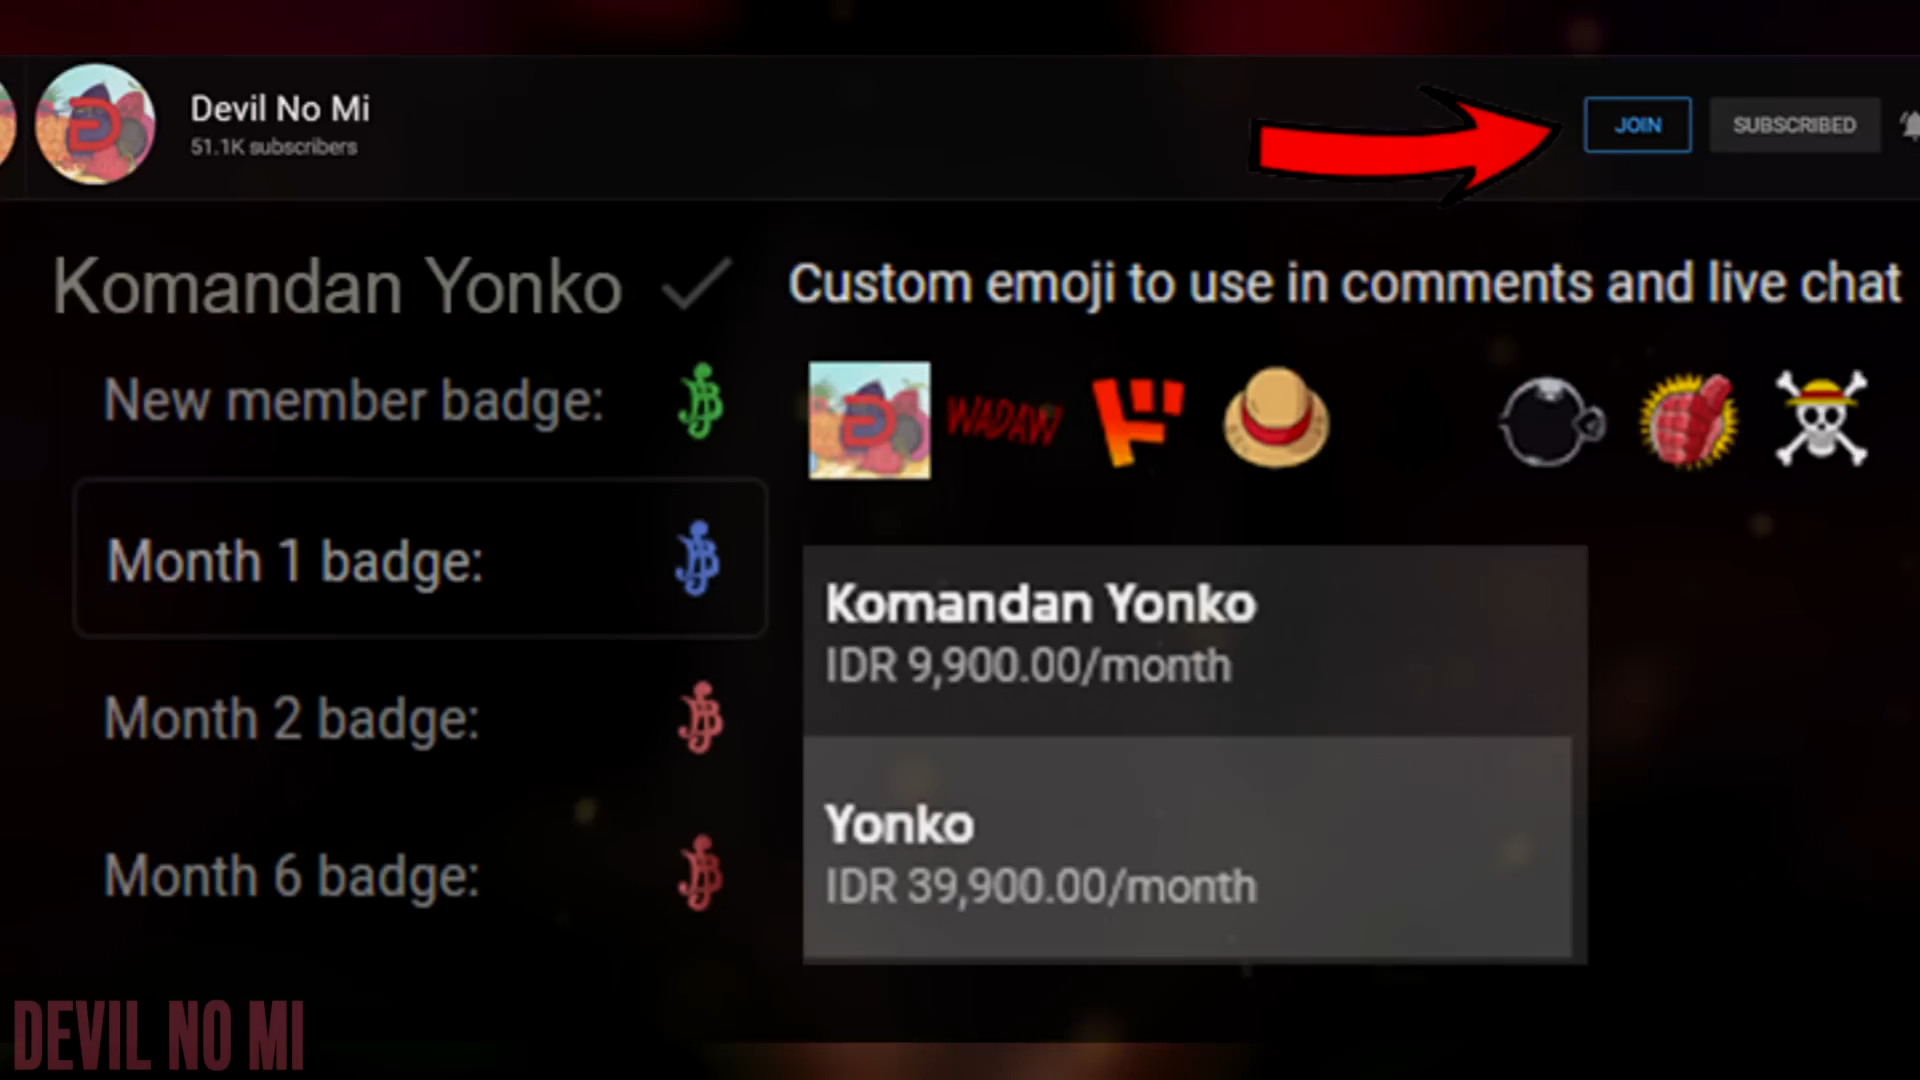 Devil No Mi
51.1K subscribers
JOIN
SUBSCRIBED
Komandan Yonko
New member badge:
Month 1 badge:
Month 2 badge:
Month 6 badge:
Custom emoji to use in comments and live chat
WADAW
ド
Komandan Yonko
IDR 9,900.00/month
Yonko
IDR 39,900.00/month
DEVIL NO MI